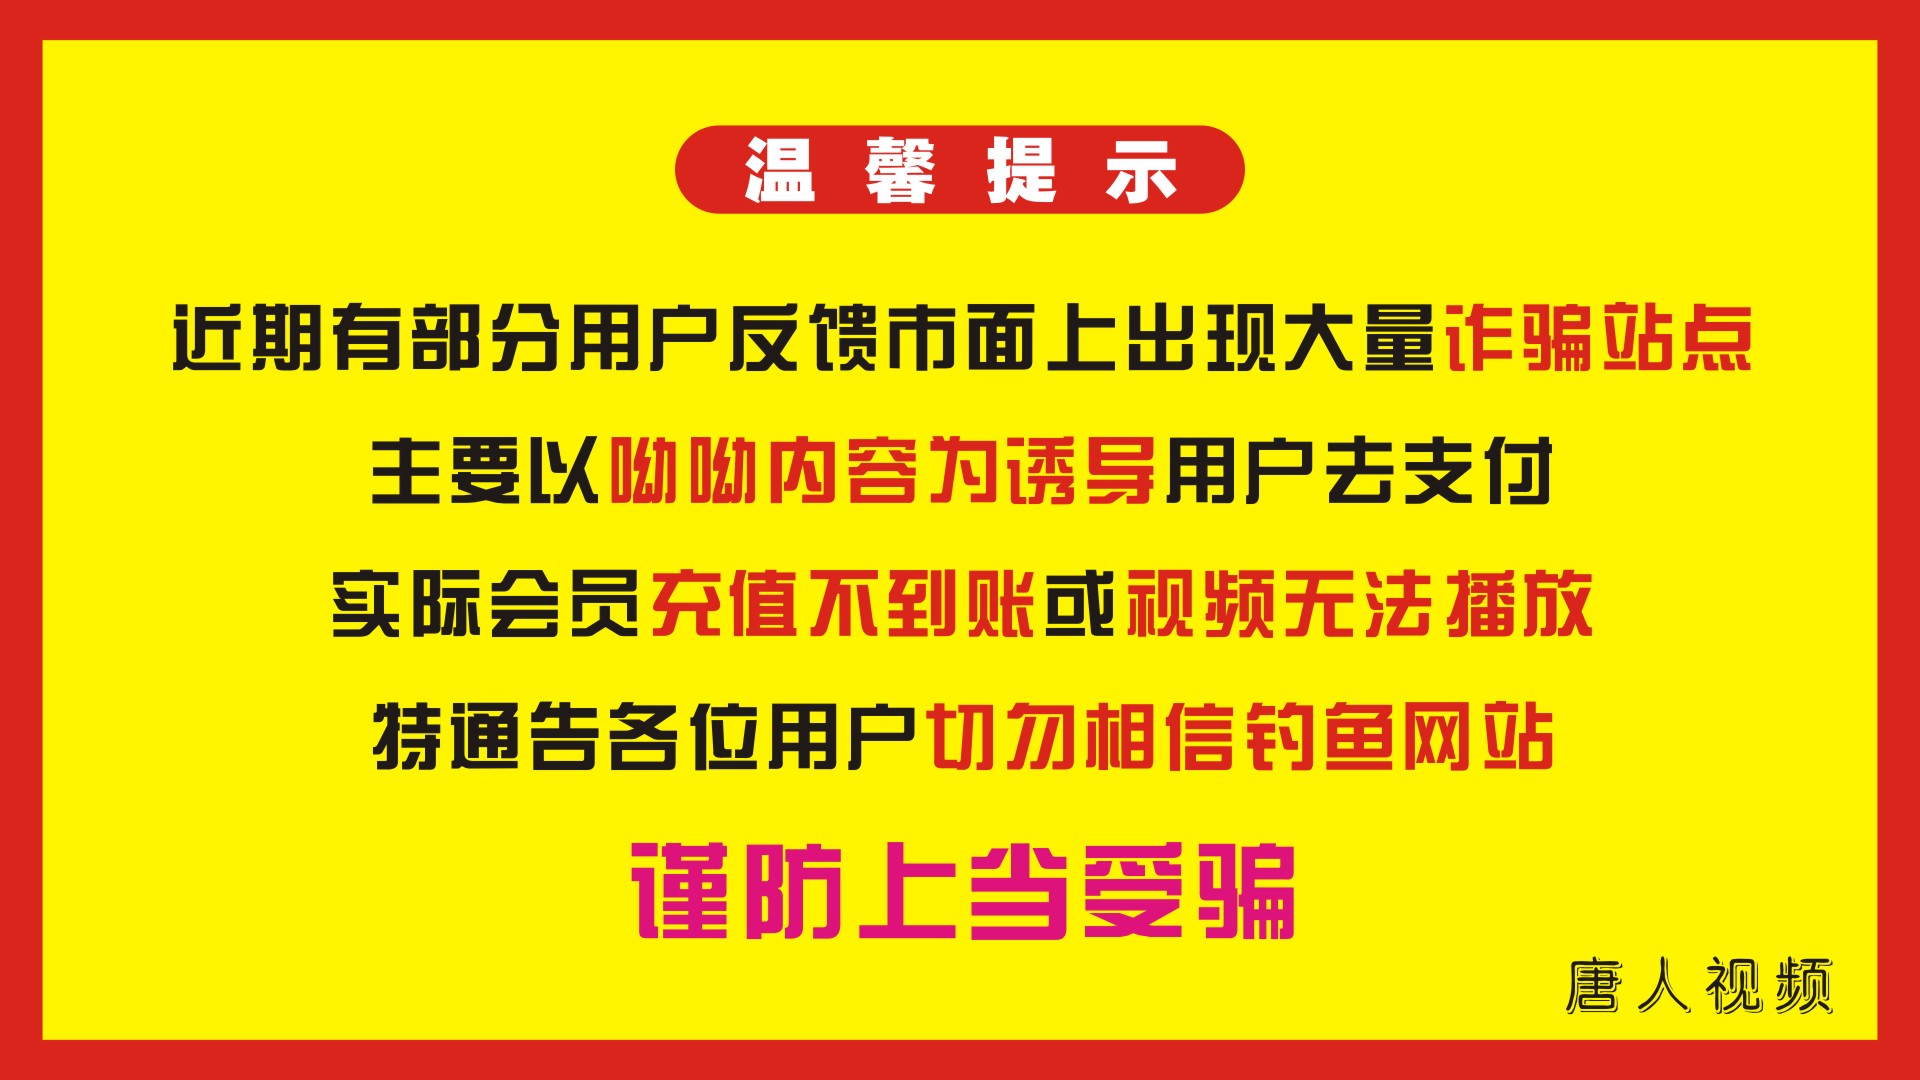 温馨提示
近期有部分用户反馈市面上出现大量诈骗站点
主要以呦呦内容为诱导用户去支付
实际会员充值不到账或视频无法播放
持通告各位用户切勿相信钓鱼网站
谨防上当受骗
唐人视频